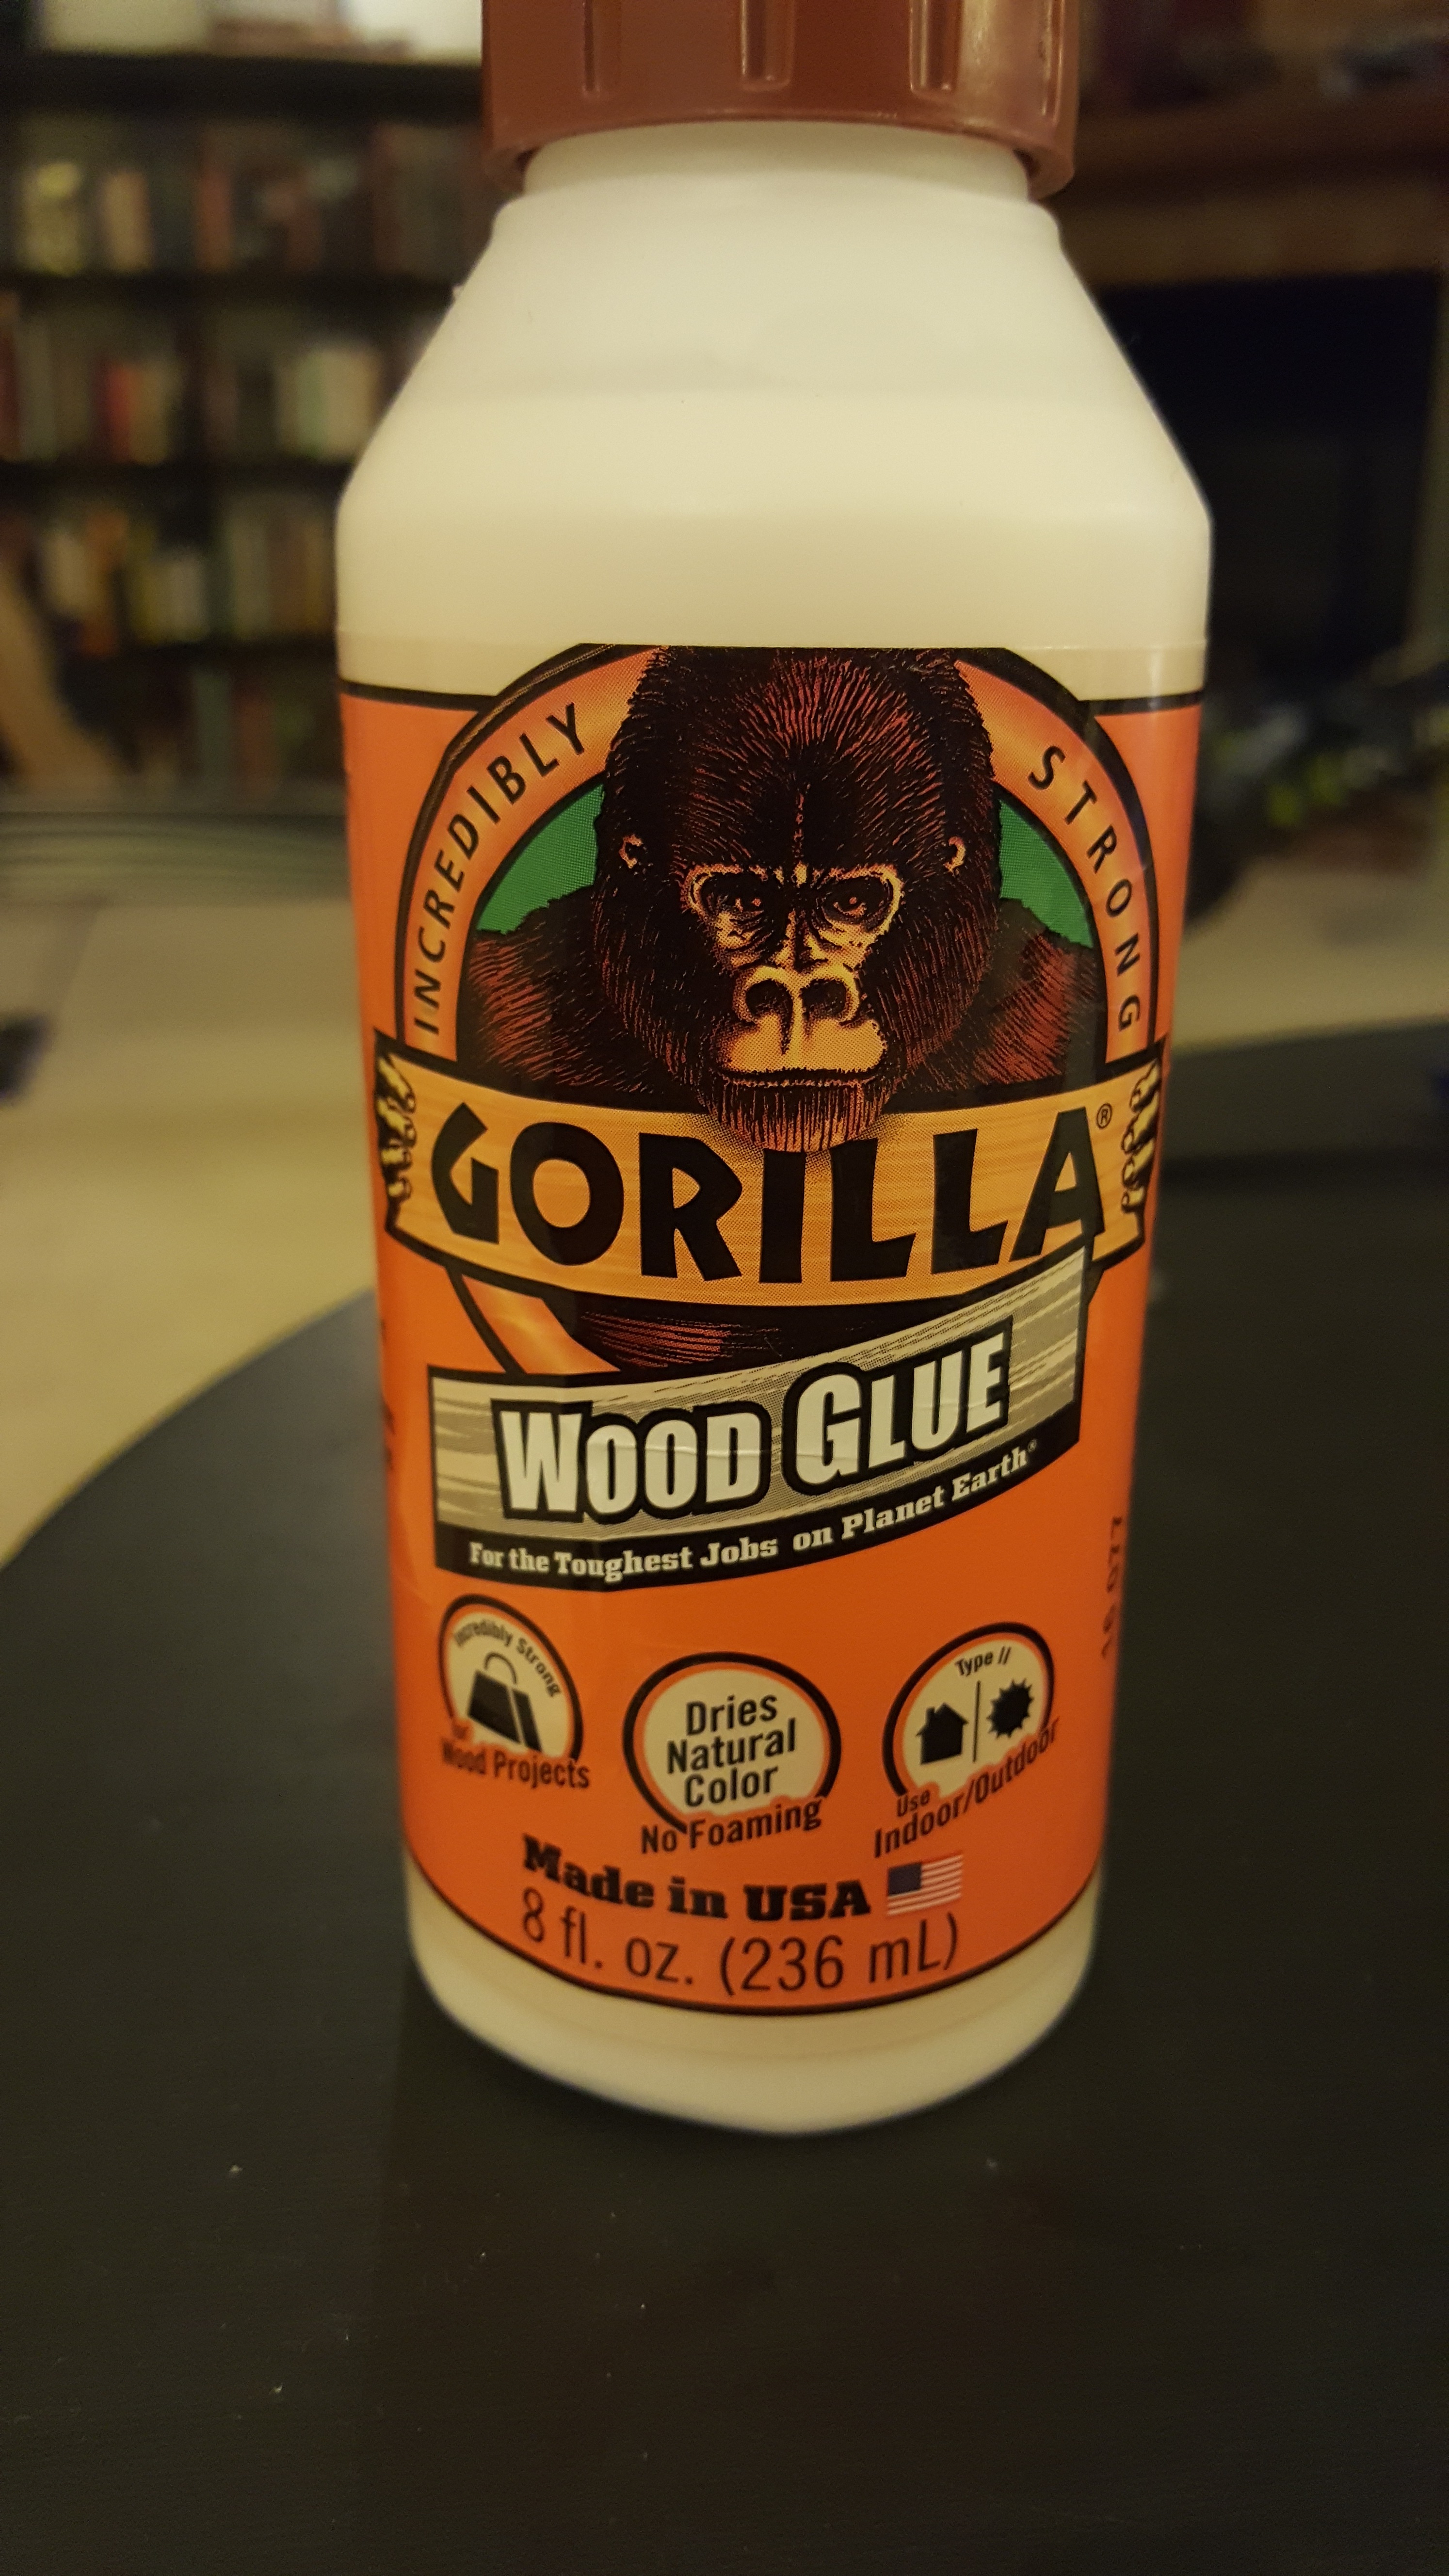 INCREDIBLY STRONG
GORILLA®
WOOD GLUE
For the Toughest Jobs on Planet Earth®
Incredibly Strong
for
Wood Projects
Dries
Natural
Color
No Foaming
Type II
Use
Indoor/Outdoor
Made in USA
8 fl. oz. (236 mL)